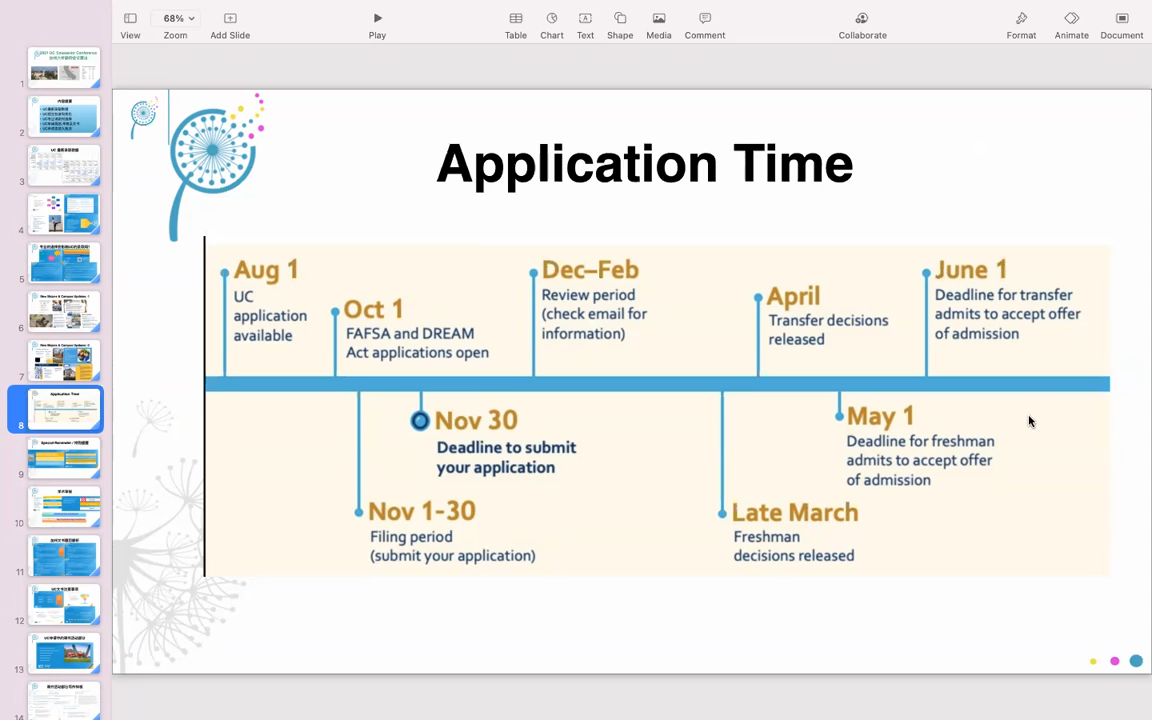 68%
View
Zoom
Add Slide
Play
Table
Chart
Text
Shape
Media
Comment
Collaborate
Format
Animate
Document
1
2
3
4
5
6
7
8
9
10
11
12
13
14
Application Time
Aug 1
UC
application
available
Oct 1
FAFSA and DREAM
Act applications open
Dec–Feb
Review period
(check email for
information)
April
Transfer decisions
released
June 1
Deadline for transfer
admits to accept offer
of admission
Nov 30
Deadline to submit
your application
Nov 1-30
Filing period
(submit your application)
May 1
Deadline for freshman
admits to accept offer
of admission
Late March
Freshman
decisions released